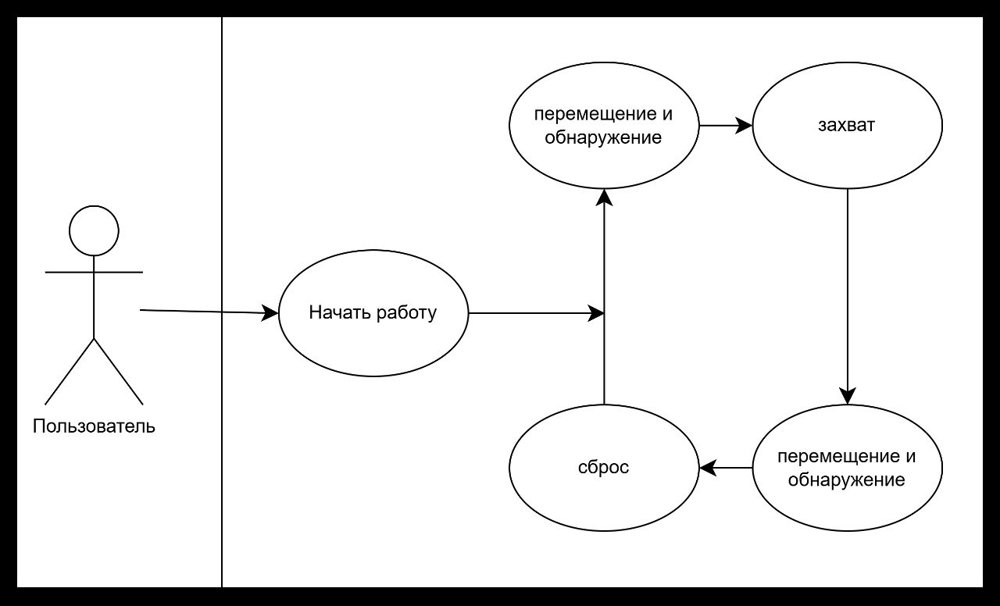 перемещение и
обнаружение
захват
Начать работу
Пользователь
сброс
перемещение и
обнаружение